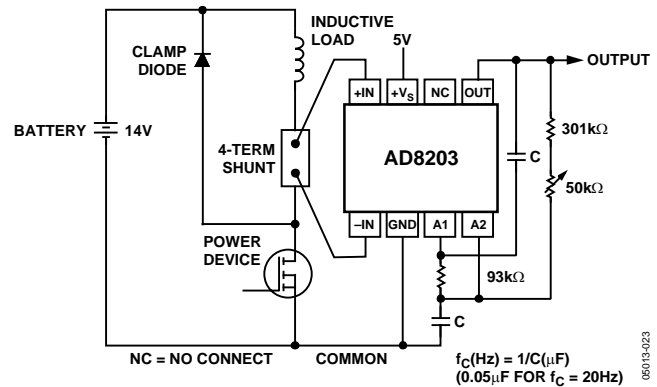 INDUCTIVE
LOAD
CLAMP
DIODE
5V
OUTPUT
+IN
+VS
NC
OUT
BATTERY
14V
4-TERM
SHUNT
AD8203
C
301kΩ
50kΩ
–IN
GND
A1
A2
POWER
DEVICE
93kΩ
C
NC = NO CONNECT
COMMON
fC(Hz) = 1/C(μF)
(0.05μF FOR fC = 20Hz)
05013-023